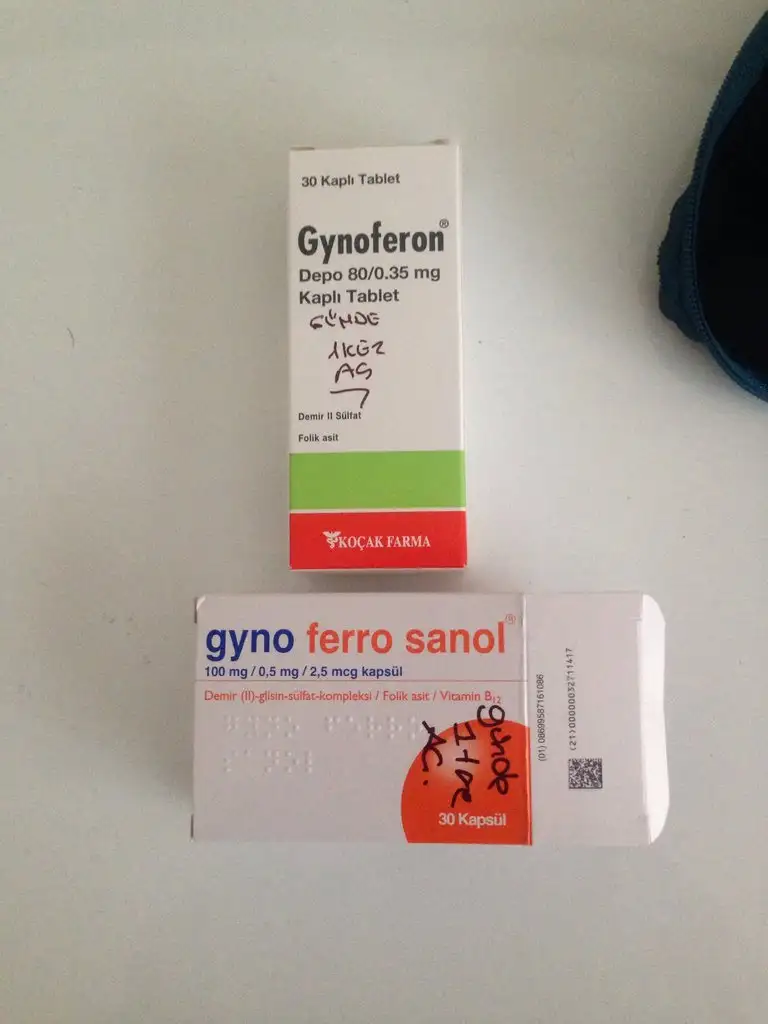 30 Kaplı Tablet
Gynoferon®
Depo 80/0.35 mg
Kaplı Tablet
GÜNDE
1KEZ
AÇ
Demir II Sülfat
Folik asit
KOÇAK FARMA
gyno ferro sanol®
100 mg / 0,5 mg / 2,5 mcg kapsül
Demir (II)-glisin-sülfat-kompleksi / Folik asit / Vitamin B12
günde
1 tane
AÇ.
30 Kapsül
(01) 08699587161086
(21)00000032711417